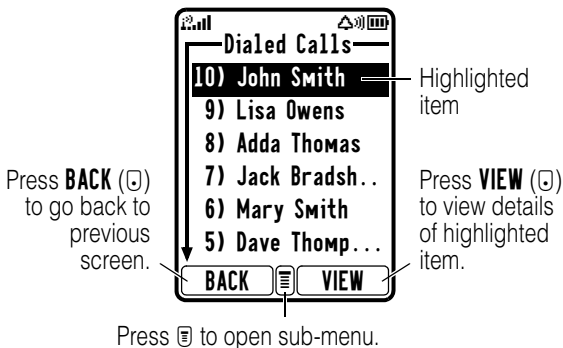 Dialed Calls
10) John Smith
9) Lisa Owens
8) Adda Thomas
7) Jack Bradsh..
6) Mary Smith
5) Dave Thomp...
BACK
VIEW
Highlighted
item
Press BACK ( )
to go back to
previous
screen.
Press VIEW ( )
to view details
of highlighted
item.
Press to open sub-menu.